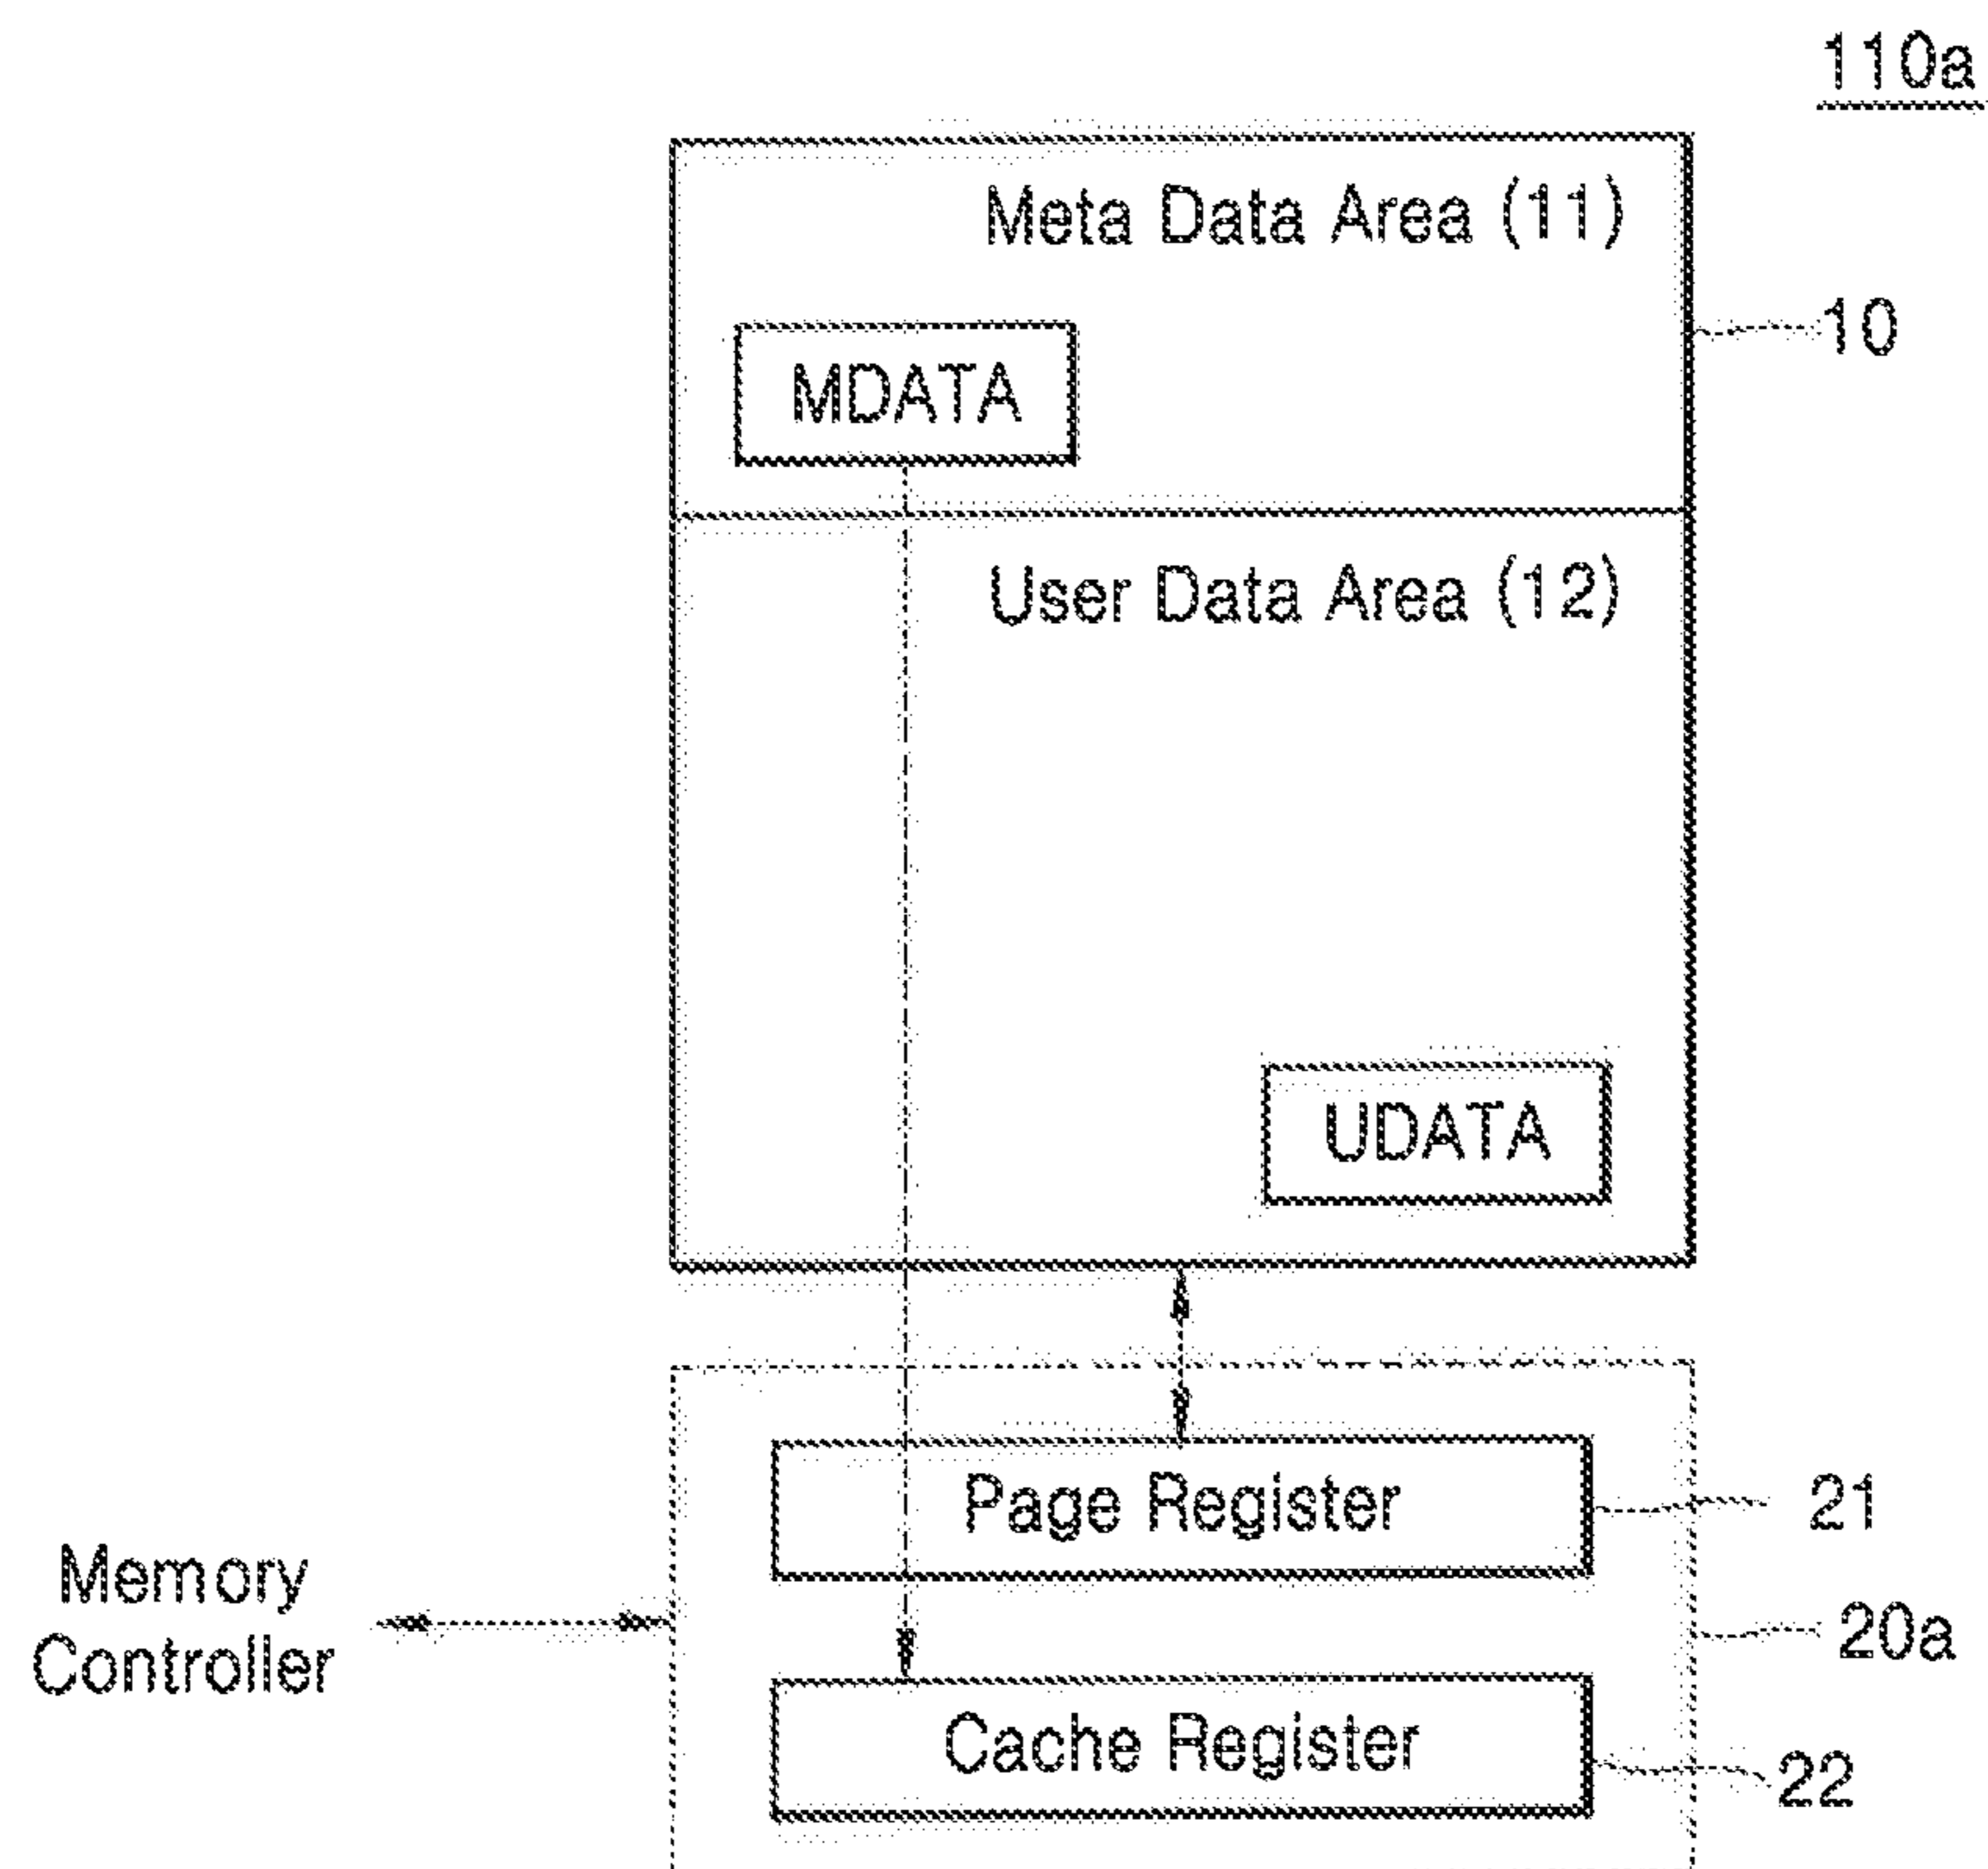 110a
Meta Data Area (11)
10
MDATA
User Data Area (12)
UDATA
Page Register
21
Memory
Controller
20a
Cache Register
22